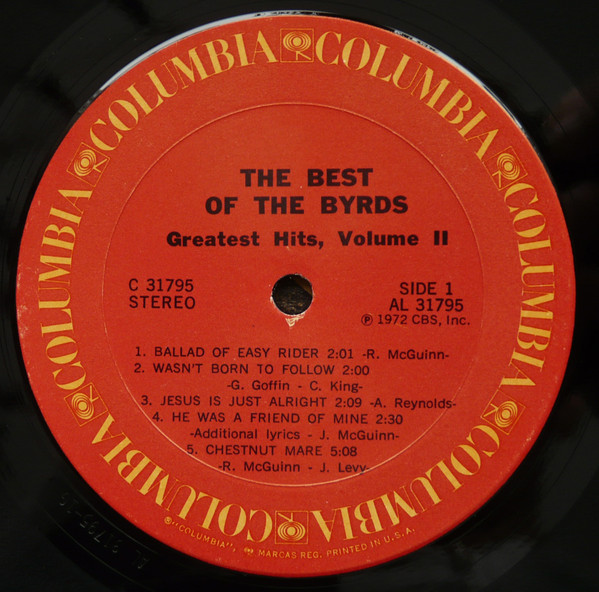 COLUMBIA COLUMBIA COLUMBIA COLUMBIA COLUMBIA COLUMBIA COLUMBIA COLUMBIA
THE BEST
OF THE BYRDS
Greatest Hits, Volume II
C 31795
STEREO
SIDE 1
AL 31795
℗ 1972 CBS, Inc.
1. BALLAD OF EASY RIDER 2:01 -R. McGuinn-
2. WASN'T BORN TO FOLLOW 2:00
-G. Goffin - C. King-
3. JESUS IS JUST ALRIGHT 2:09 -A. Reynolds-
4. HE WAS A FRIEND OF MINE 2:30
-Additional lyrics - J. McGuinn-
5. CHESTNUT MARE 5:08
-R. McGuinn - J. Levy-
®"COLUMBIA", MARCAS REG. PRINTED IN U.S.A.